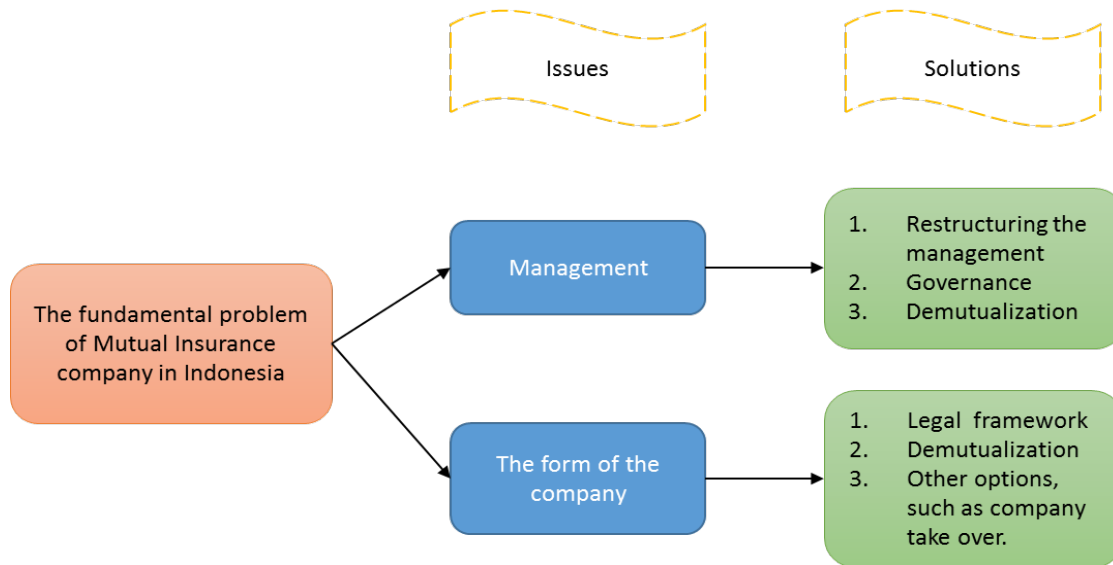 Issues
Solutions
The fundamental problem
of Mutual Insurance
company in Indonesia
Management
1. Restructuring the
management
2. Governance
3. Demutualization
The form of the
company
1. Legal framework
2. Demutualization
3. Other options,
such as company
take over.